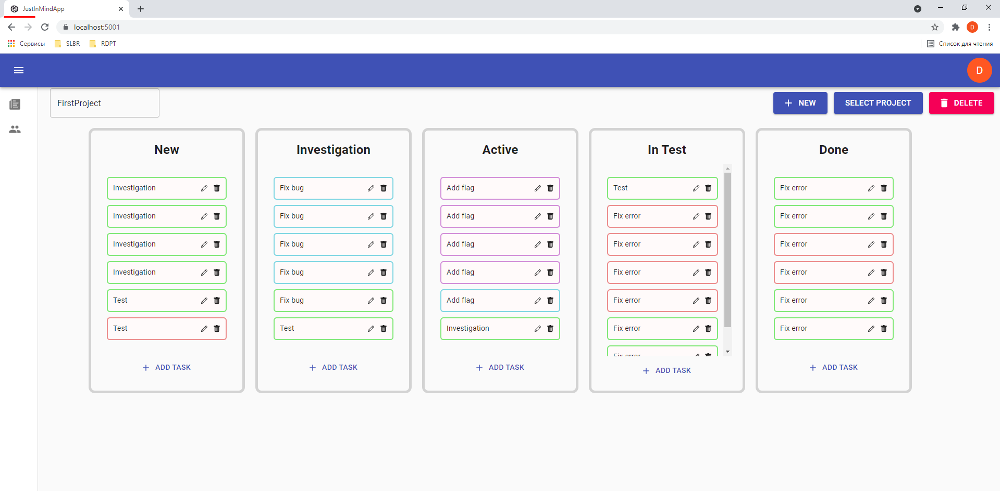 JustInMindApp
localhost:5001
D
Сервисы
SLBR
RDPT
Список для чтения
D
FirstProject
NEW
SELECT PROJECT
DELETE
New
Investigation
Investigation
Investigation
Investigation
Test
Test
ADD TASK
Investigation
Fix bug
Fix bug
Fix bug
Fix bug
Fix bug
Test
ADD TASK
Active
Add flag
Add flag
Add flag
Add flag
Add flag
Investigation
ADD TASK
In Test
Test
Fix error
Fix error
Fix error
Fix error
Fix error
Fix error
ADD TASK
Done
Fix error
Fix error
Fix error
Fix error
Fix error
Fix error
ADD TASK